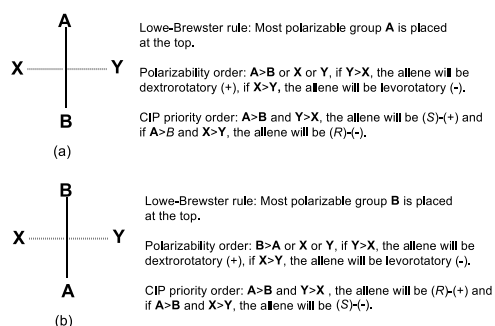 A
X
Y
B
(a)
Lowe-Brewster rule: Most polarizable group A is placed
at the top.
Polarizability order: A>B or X or Y, if Y>X, the allene will be
dextrorotatory (+), if X>Y, the allene will be levorotatory (-).
CIP priority order: A>B and Y>X, the allene will be (S)-(+) and
if A>B and X>Y, the allene will be (R)-(-).
B
X
Y
A
(b)
Lowe-Brewster rule: Most polarizable group B is placed
at the top.
Polarizability order: B>A or X or Y, if Y>X, the allene will be
dextrorotatory (+), if X>Y, the allene will be levorotatory (-).
CIP priority order: A>B and Y>X , the allene will be (R)-(+) and
if A>B and X>Y, the allene will be (S)-(-).